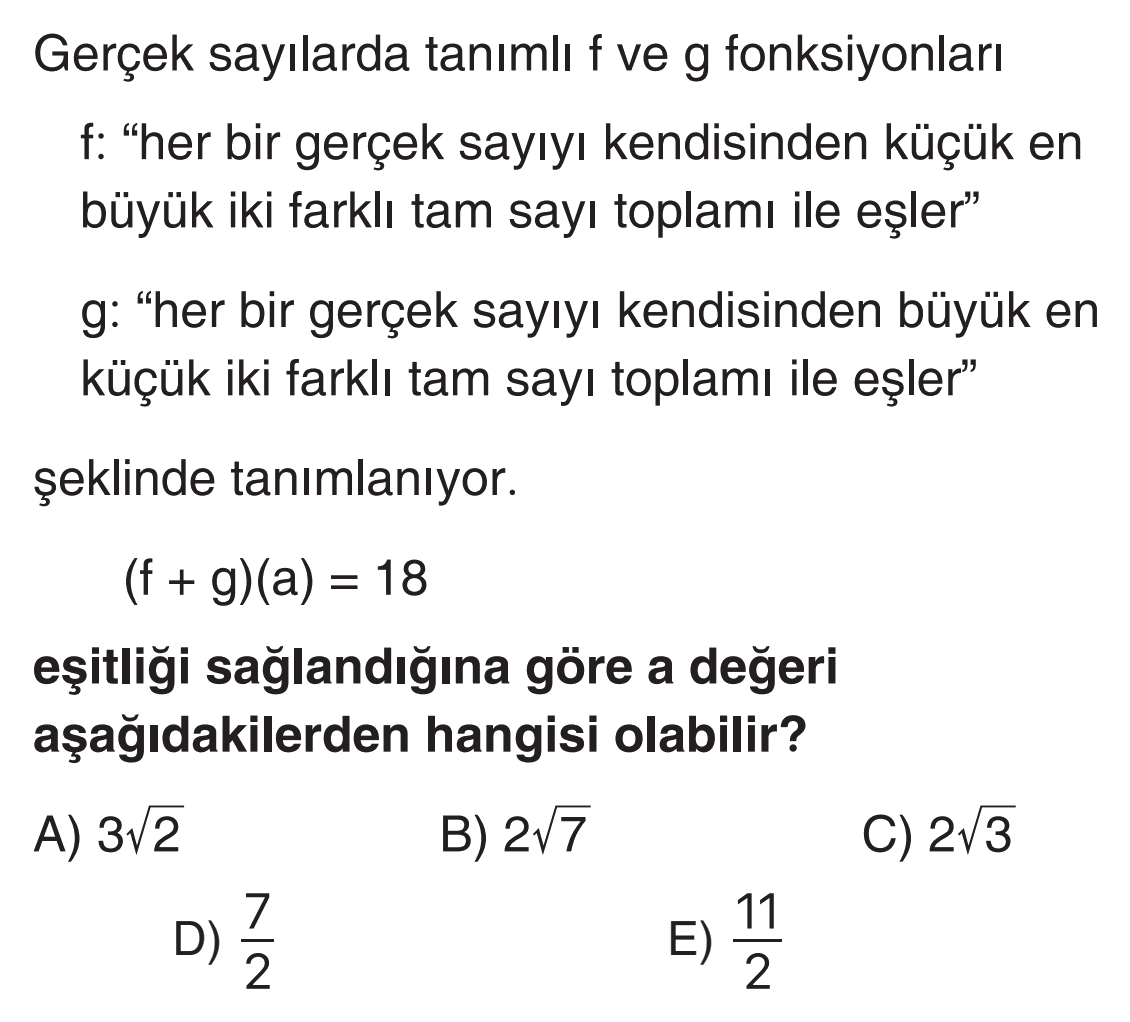 Gerçek sayılarda tanımlı f ve g fonksiyonları
f: “her bir gerçek sayıyı kendisinden küçük en
büyük iki farklı tam sayı toplamı ile eşler”
g: “her bir gerçek sayıyı kendisinden büyük en
küçük iki farklı tam sayı toplamı ile eşler”
şeklinde tanımlanıyor.
(f + g)(a) = 18
eşitliği sağlandığına göre a değeri
aşağıdakilerden hangisi olabilir?
A) 3√2 B) 2√7 C) 2√3
D) 7/2 E) 11/2